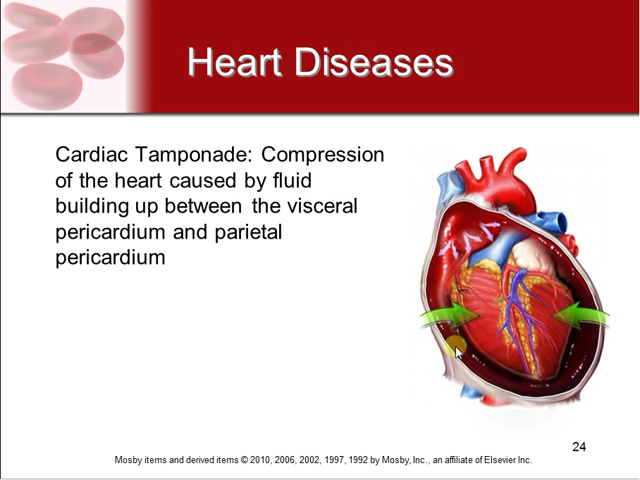 Heart Diseases
Cardiac Tamponade: Compression
of the heart caused by fluid
building up between the visceral
pericardium and parietal
pericardium
24
Mosby items and derived items © 2010, 2006, 2002, 1997, 1992 by Mosby, Inc., an affiliate of Elsevier Inc.